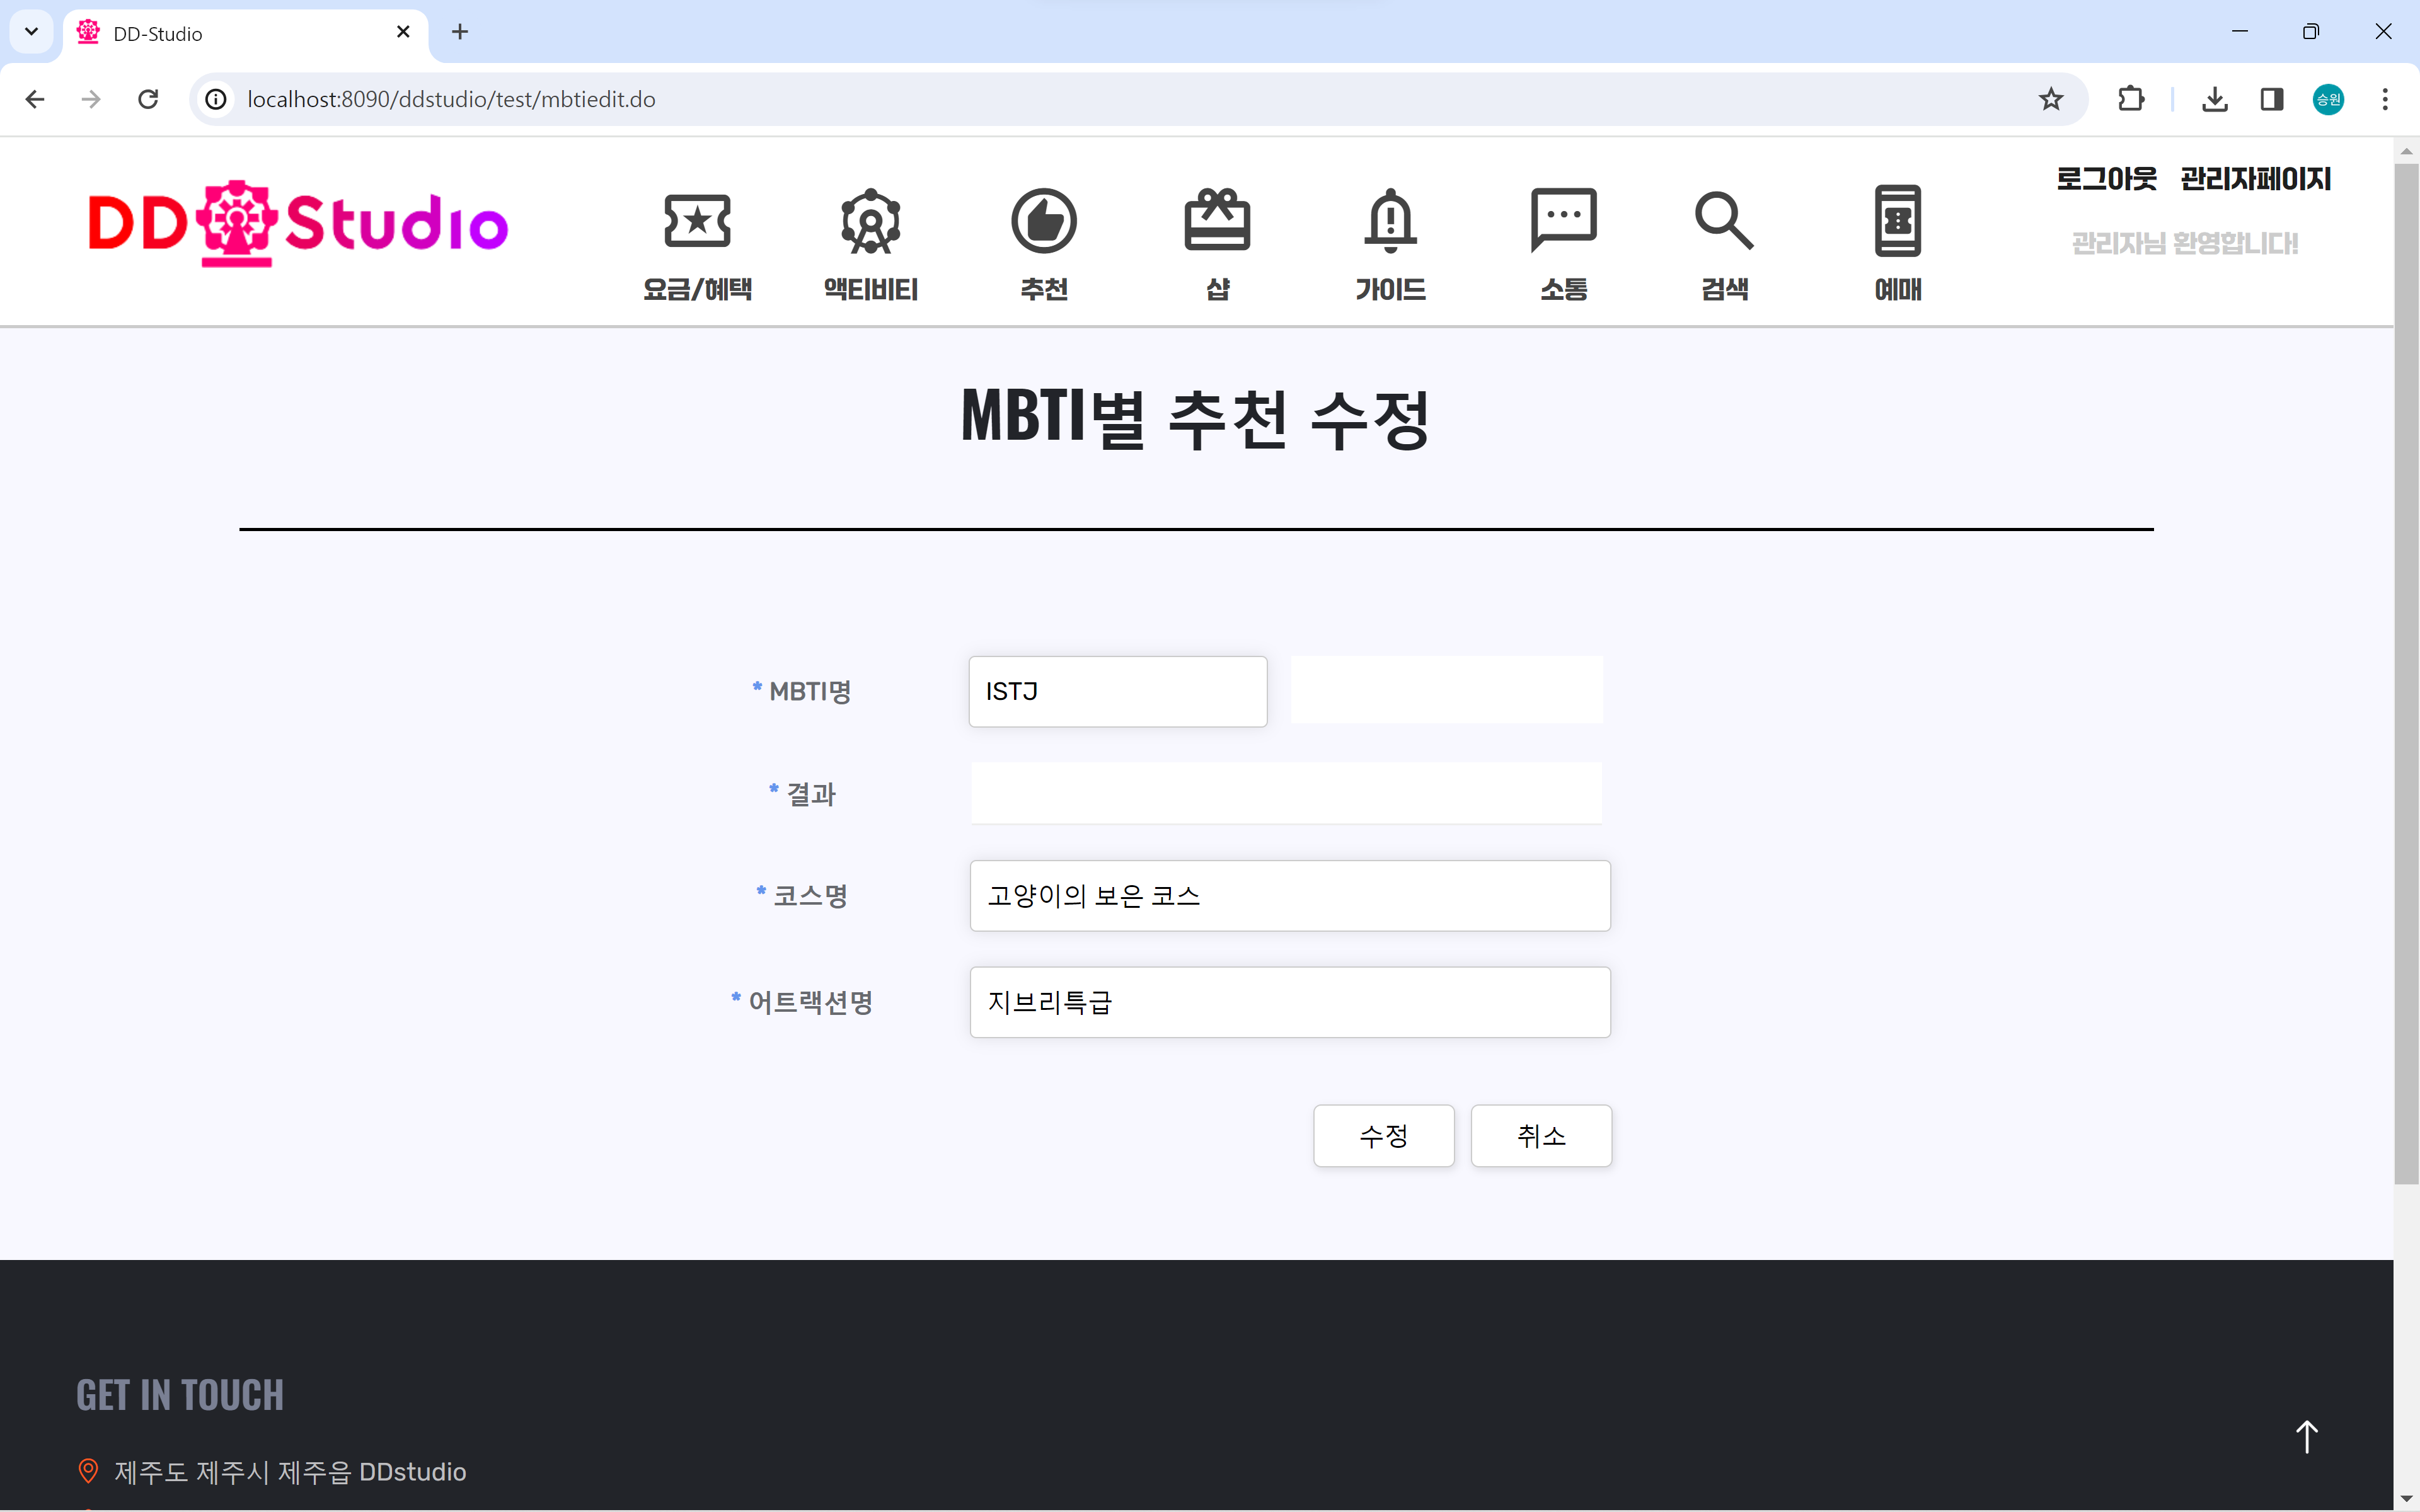 DD-Studio
localhost:8090/ddstudio/test/mbtiedit.do
승원
로그아웃 관리자페이지
DD Studio
관리자님 환영합니다!
요금/혜택 액티비티 추천 샵 가이드 소통 검색 예매
MBTI별 추천 수정
* MBTI명 ISTJ
* 결과
* 코스명 고양이의 보은 코스
* 어트랙션명 지브리특급
수정 취소
GET IN TOUCH
제주도 제주시 제주읍 DDstudio